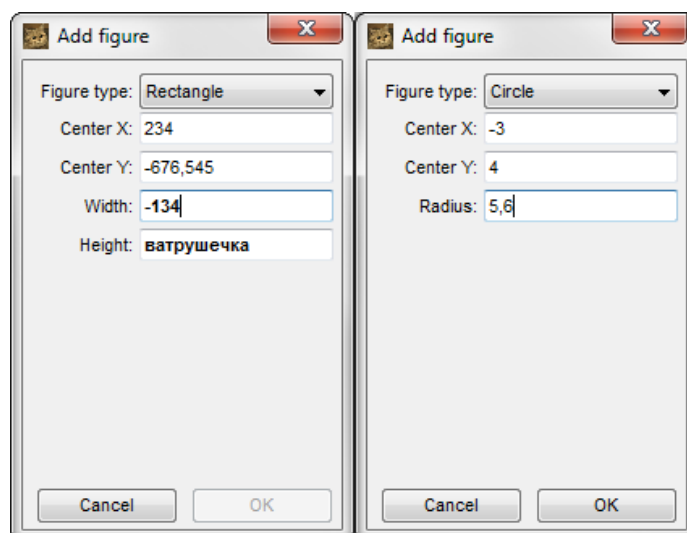 Add figure
Figure type: Rectangle
Center X: 234
Center Y: -676,545
Width: -134
Height: ватрушечка
Cancel OK
Add figure
Figure type: Circle
Center X: -3
Center Y: 4
Radius: 5,6
Cancel OK